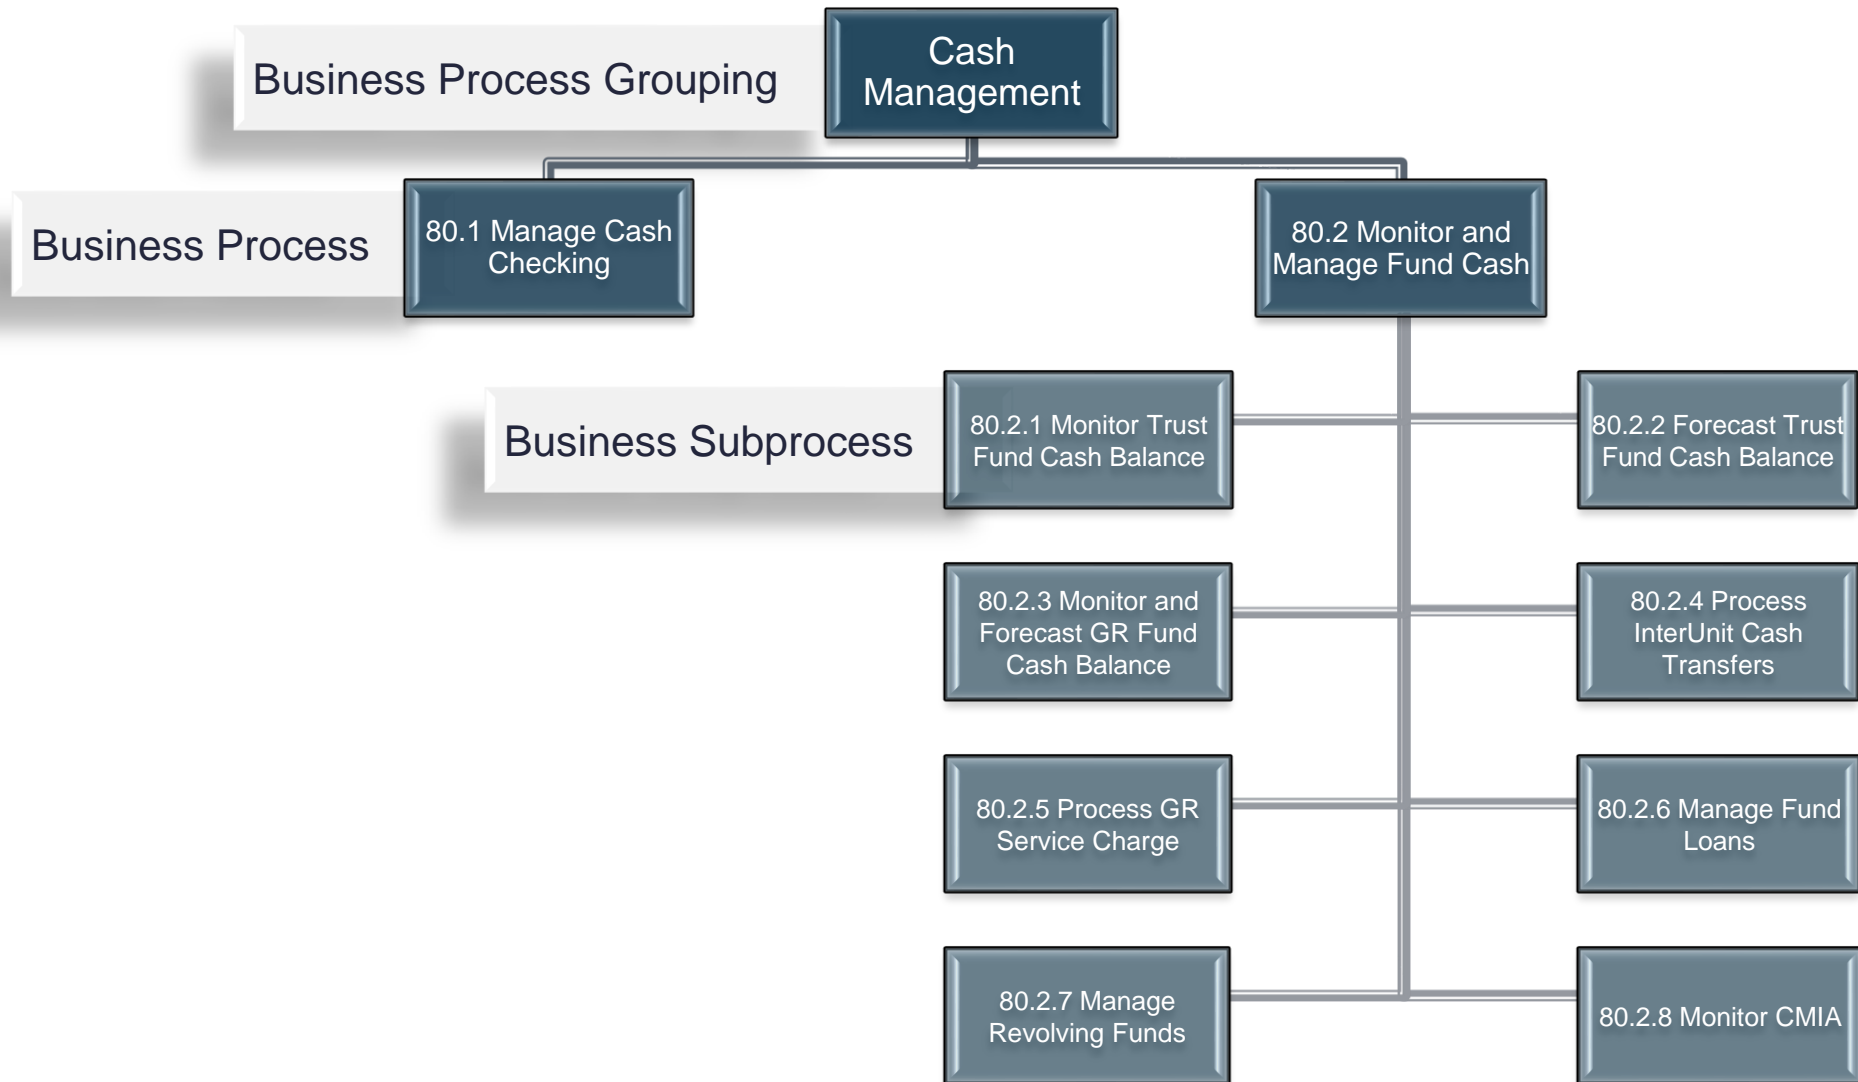 Business Process Grouping
Cash
Management
Business Process
80.1 Manage Cash
Checking
80.2 Monitor and
Manage Fund Cash
Business Subprocess
80.2.1 Monitor Trust
Fund Cash Balance
80.2.2 Forecast Trust
Fund Cash Balance
80.2.3 Monitor and
Forecast GR Fund
Cash Balance
80.2.4 Process
InterUnit Cash
Transfers
80.2.5 Process GR
Service Charge
80.2.6 Manage Fund
Loans
80.2.7 Manage
Revolving Funds
80.2.8 Monitor CMIA